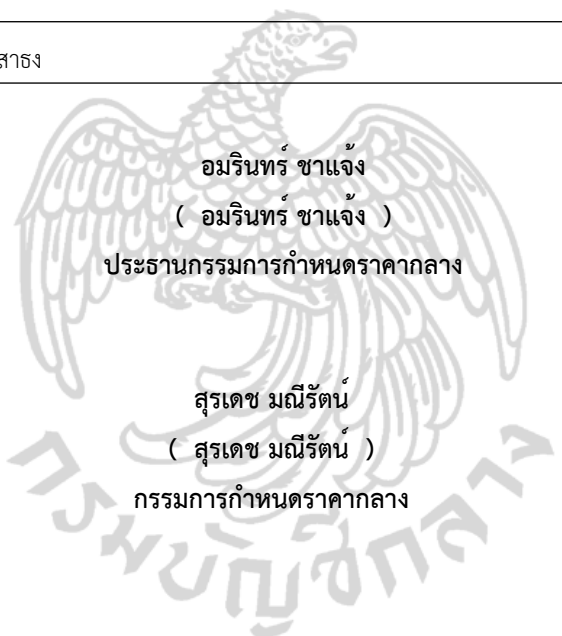 สาธง
อมรินทร์ ชาแจ้ง
( อมรินทร์ ชาแจ้ง )
ประธานกรรมการกำหนดราคากลาง
สุรเดช มณีรัตน์
( สุรเดช มณีรัตน์ )
กรรมการกำหนดราคากลาง
กรมบัญชีกลาง